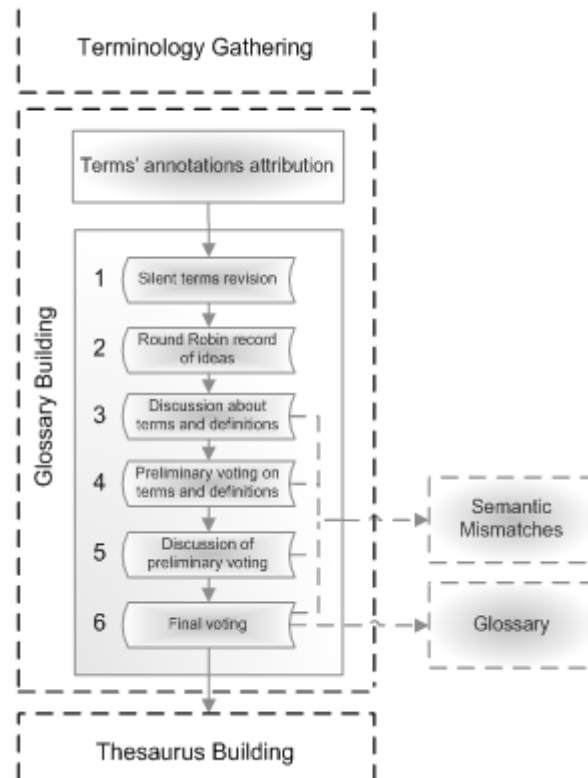 Terminology Gathering
Terms' annotations attribution
Glossary Building
1
Silent terms revision
2
Round Robin record
of ideas
3
Discussion about
terms and definitions
4
Preliminary voting on
terms and definitions
5
Discussion of
preliminary voting
6
Final voting
Semantic
Mismatches
Glossary
Thesaurus Building